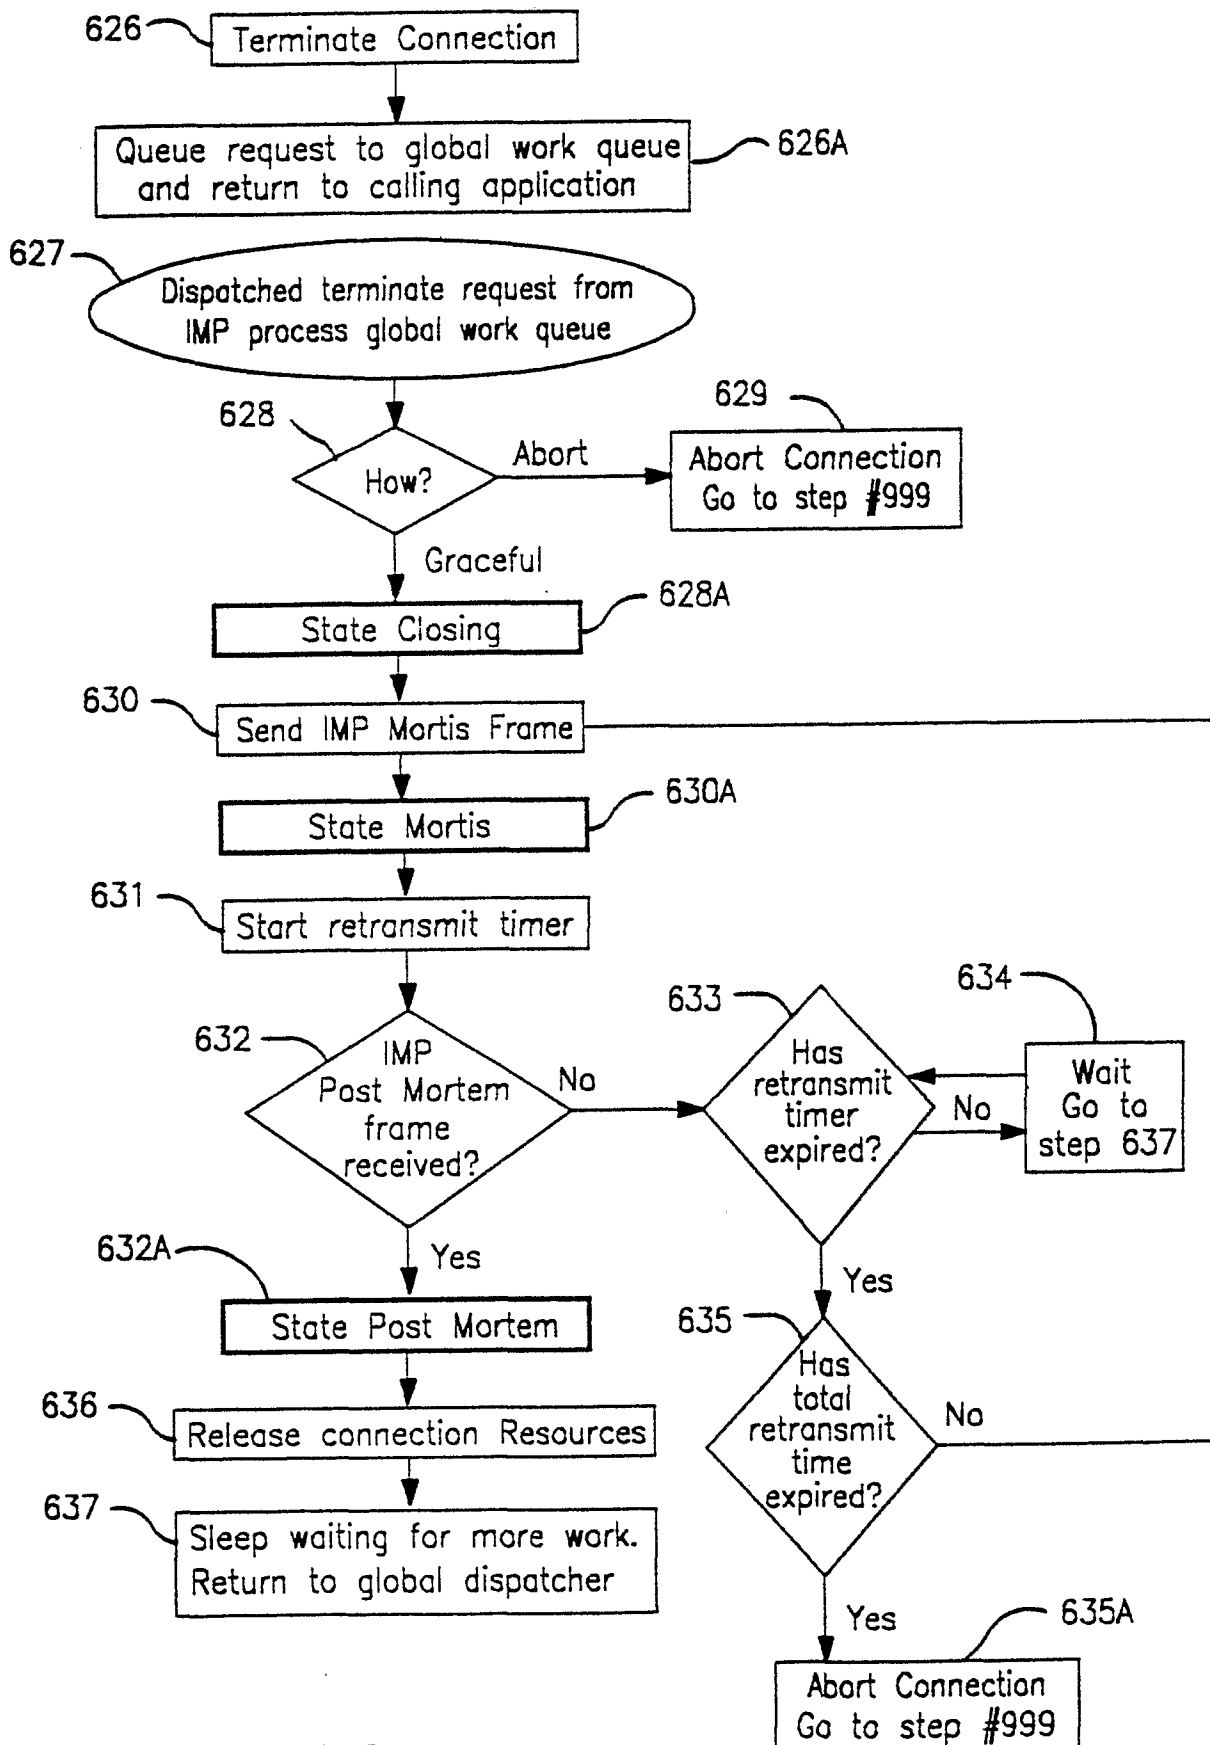 626
Terminate Connection
Queue request to global work queue
and return to calling application
626A
627
Dispatched terminate request from
IMP process global work queue
628
How?
Abort
629
Abort Connection
Go to step #999
Graceful
State Closing
628A
630
Send IMP Mortis Frame
State Mortis
630A
631
Start retransmit timer
632
IMP
Post Mortem
frame
received?
No
633
Has
retransmit
timer
expired?
No
634
Wait
Go to
step 637
Yes
632A
State Post Mortem
Yes
635
Has
total
retransmit
time
expired?
No
636
Release connection Resources
637
Sleep waiting for more work.
Return to global dispatcher
Yes
635A
Abort Connection
Go to step #999